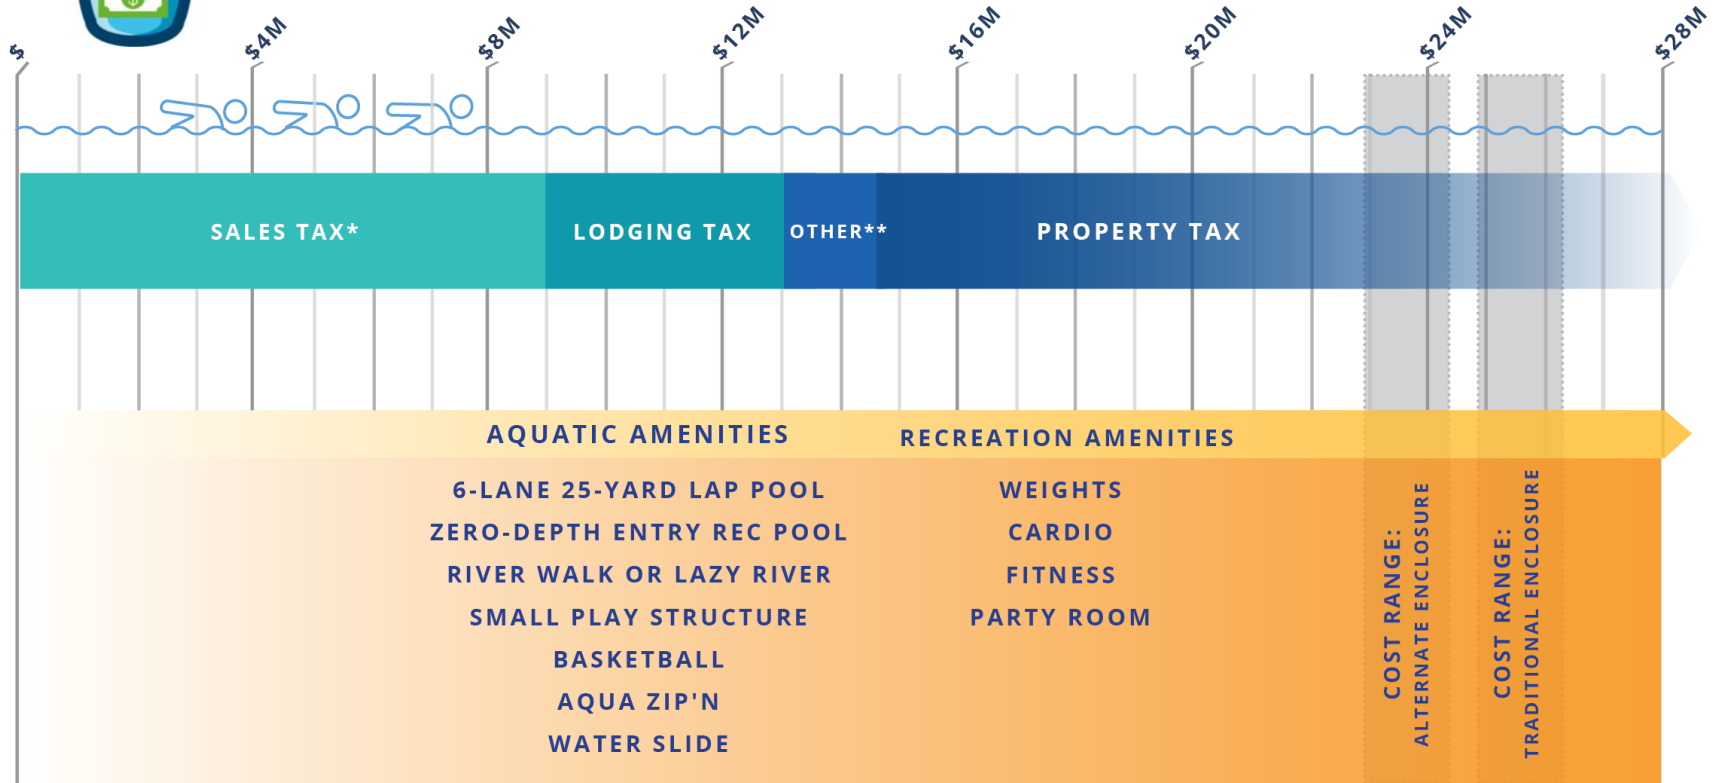 $
$4M
$8M
$12M
$16M
$20M
$24M
$28M
SALES TAX*
LODGING TAX
OTHER**
PROPERTY TAX
AQUATIC AMENITIES
6-LANE 25-YARD LAP POOL
ZERO-DEPTH ENTRY REC POOL
RIVER WALK OR LAZY RIVER
SMALL PLAY STRUCTURE
BASKETBALL
AQUA ZIP'N
WATER SLIDE
RECREATION AMENITIES
WEIGHTS
CARDIO
FITNESS
PARTY ROOM
COST RANGE:
ALTERNATE ENCLOSURE
COST RANGE:
TRADITIONAL ENCLOSURE